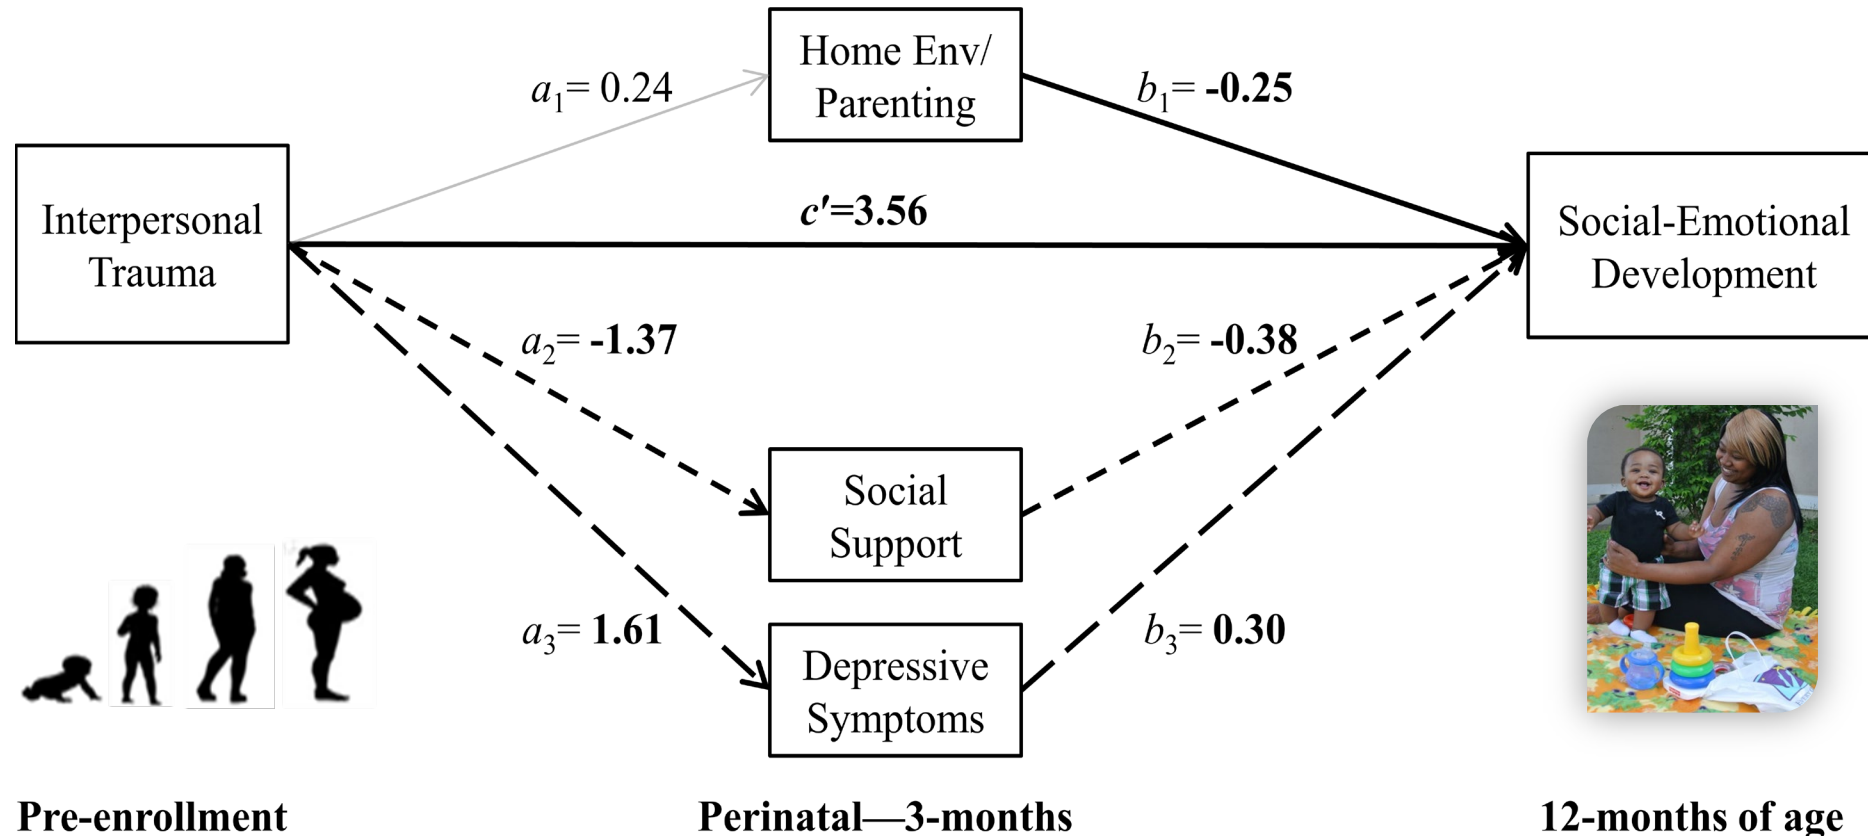 Home Env/
Parenting
a₁= 0.24
b₁= -0.25
Interpersonal
Trauma
c'=3.56
Social-Emotional
Development
a₂= -1.37
b₂= -0.38
Social
Support
a₃= 1.61
b₃= 0.30
Depressive
Symptoms
Pre-enrollment
Perinatal—3-months
12-months of age